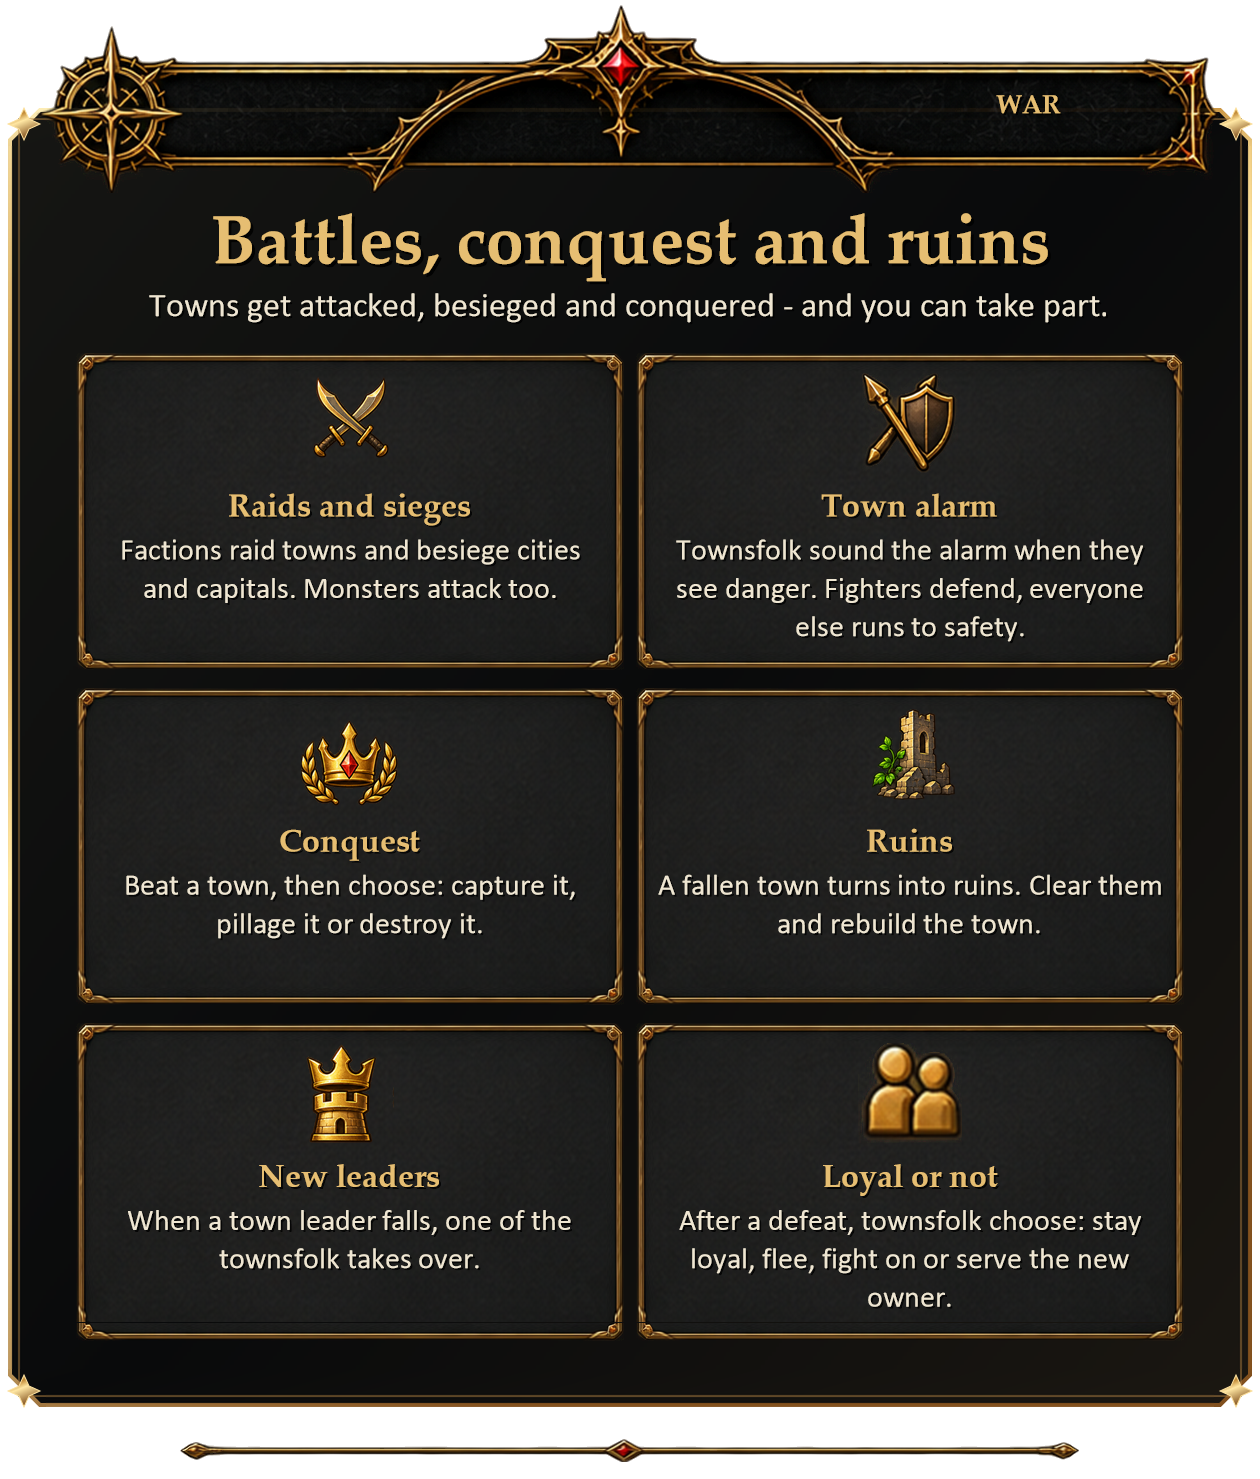 WAR
Battles, conquest and ruins
Towns get attacked, besieged and conquered - and you can take part.
Raids and sieges
Factions raid towns and besiege cities
and capitals. Monsters attack too.
Town alarm
Townsfolk sound the alarm when they
see danger. Fighters defend, everyone
else runs to safety.
Conquest
Beat a town, then choose: capture it,
pillage it or destroy it.
Ruins
A fallen town turns into ruins. Clear them
and rebuild the town.
New leaders
When a town leader falls, one of the
townsfolk takes over.
Loyal or not
After a defeat, townsfolk choose: stay
loyal, flee, fight on or serve the new
owner.